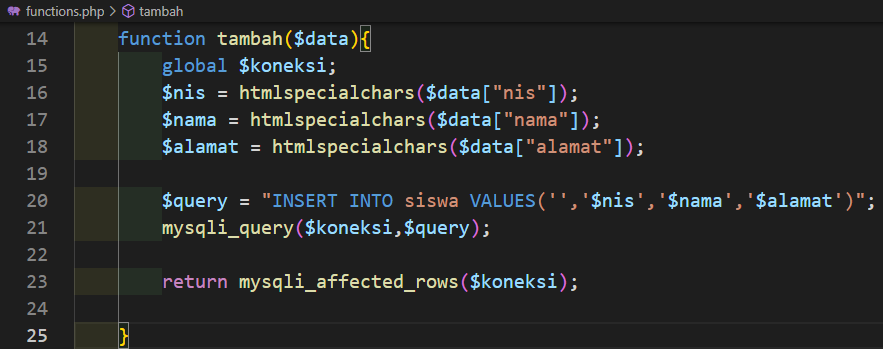 functions.php > tambah
14 function tambah($data){
15 global $koneksi;
16 $nis = htmlspecialchars($data["nis"]);
17 $nama = htmlspecialchars($data["nama"]);
18 $alamat = htmlspecialchars($data["alamat"]);
19
20 $query = "INSERT INTO siswa VALUES('','$nis','$nama','$alamat')";
21 mysqli_query($koneksi,$query);
22
23 return mysqli_affected_rows($koneksi);
24
25 }